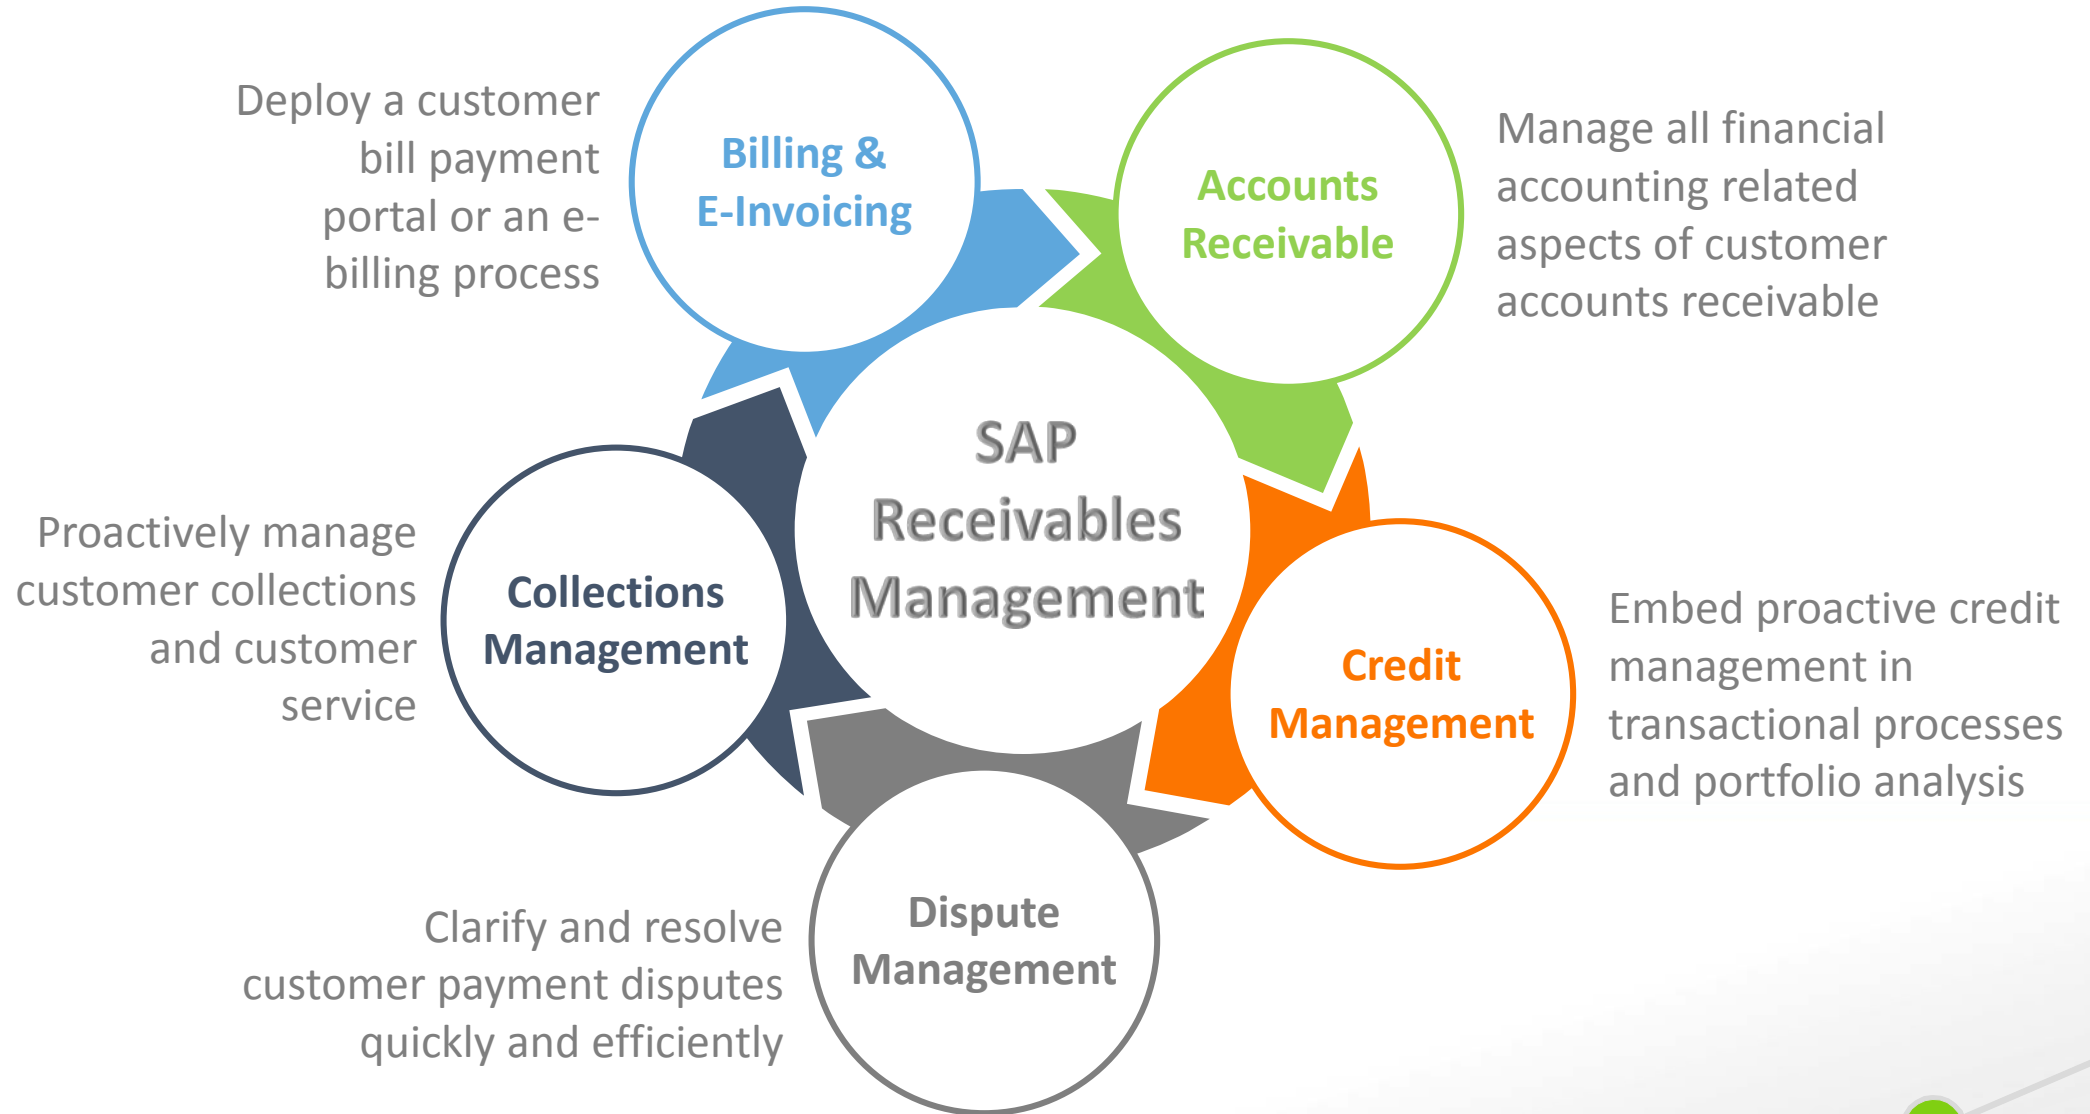 Deploy a customer
bill payment
portal or an e-
billing process
Billing &
E-Invoicing
Accounts
Receivable
Manage all financial
accounting related
aspects of customer
accounts receivable
SAP
Receivables
Management
Proactively manage
customer collections
and customer
service
Collections
Management
Credit
Management
Embed proactive credit
management in
transactional processes
and portfolio analysis
Clarify and resolve
customer payment disputes
quickly and efficiently
Dispute
Management